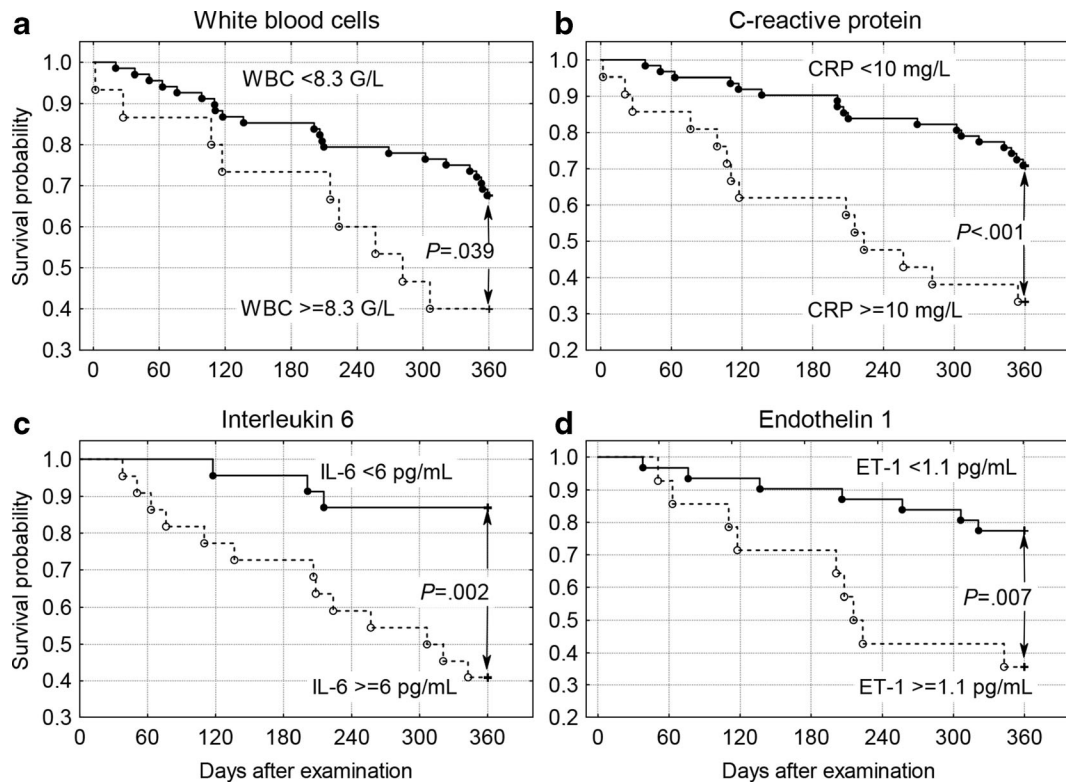 a White blood cells
1.0
0.9
0.8
0.7
0.6
0.5
0.4
0.3
Survival probability
WBC <8.3 G/L
P=.039
WBC >=8.3 G/L
0 60 120 180 240 300 360
b C-reactive protein
1.0
0.9
0.8
0.7
0.6
0.5
0.4
0.3
0.2
Survival probability
CRP <10 mg/L
P<.001
CRP >=10 mg/L
0 60 120 180 240 300 360
c Interleukin 6
1.0
0.9
0.8
0.7
0.6
0.5
0.4
0.3
0.2
Survival probability
IL-6 <6 pg/mL
P=.002
IL-6 >=6 pg/mL
0 60 120 180 240 300 360
Days after examination
d Endothelin 1
1.0
0.9
0.8
0.7
0.6
0.5
0.4
0.3
0.2
0.1
Survival probability
ET-1 <1.1 pg/mL
P=.007
ET-1 >=1.1 pg/mL
0 60 120 180 240 300 360
Days after examination